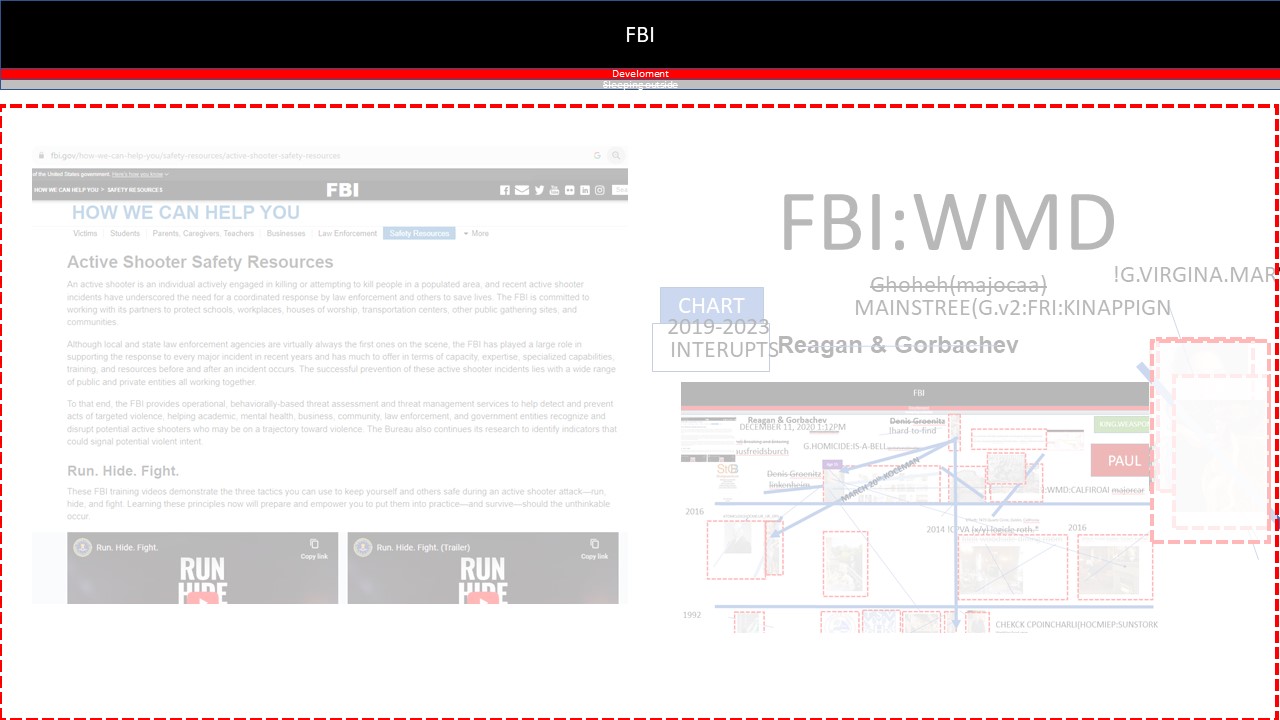 FBI
Develoment
Sleeping outside
fbi.gov/how-we-can-help-you/safety-resources/active-shooter-safety-resources
of the United States government. Here's how you know
HOW WE CAN HELP YOU > SAFETY RESOURCES
FBI
HOW WE CAN HELP YOU
Victims Students Parents, Caregivers, Teachers Businesses Law Enforcement Safety Resources More
Active Shooter Safety Resources
An active shooter is an individual actively engaged in killing or attempting to kill people in a populated area, and recent active shooter
incidents have underscored the need for a coordinated response by law enforcement and others to save lives. The FBI is committed to
working with its partners to protect schools, workplaces, houses of worship, transportation centers, other public gathering sites, and
communities.
Although local and state law enforcement agencies are virtually always the first ones on the scene, the FBI has played a large role in
supporting the response to every major incident in recent years and has much to offer in terms of capacity, expertise, specialized capabilities,
training, and resources before and after an incident occurs. The successful prevention of these active shooter incidents lies with a wide range
of public and private entities all working together.
To that end, the FBI provides operational, behaviorally-based threat assessment and threat management services to help detect and prevent
acts of targeted violence, helping academic, mental health, business, community, law enforcement, and government entities recognize and
disrupt potential active shooters who may be on a trajectory toward violence. The Bureau also continues its research to identify indicators that
could signal potential violent intent.
Run. Hide. Fight.
These FBI training videos demonstrate the three tactics you can use to keep yourself and others safe during an active shooter attack—run,
hide, and fight. Learning these principles now will prepare and empower you to put them into practice—and survive—should the unthinkable
occur.
Run. Hide. Fight.
Copy link
RUN
HIDE
Run. Hide. Fight. (Trailer)
Copy link
RUN
HIDE
FBI:WMD
!G.VIRGINA.MAR
Ghoheh(majocaa)
MAINSTREE(G.v2:FRI:KINAPPIGN
CHART
2019-2023
INTERUPTS
Reagan & Gorbachev
FBI
Reagan & Gorbachev
DECEMBER 11, 2020 1:12PM
Denis Groenitz
!hard-to-find
KING.WEAPO
G.HOMICIDE:JS-A-BELL
ausfreidsburch
PAUL
StB
Denis Groenitz
linkenheim
MARCH 20th KOCEMAN
:WMD:CALFIROAI majorcar
2016
2014 IC
(x/y) logicle roth.*
2016
1992
CHEKCK CPOINCHARLI|HOCMIEP:SUNSTORK